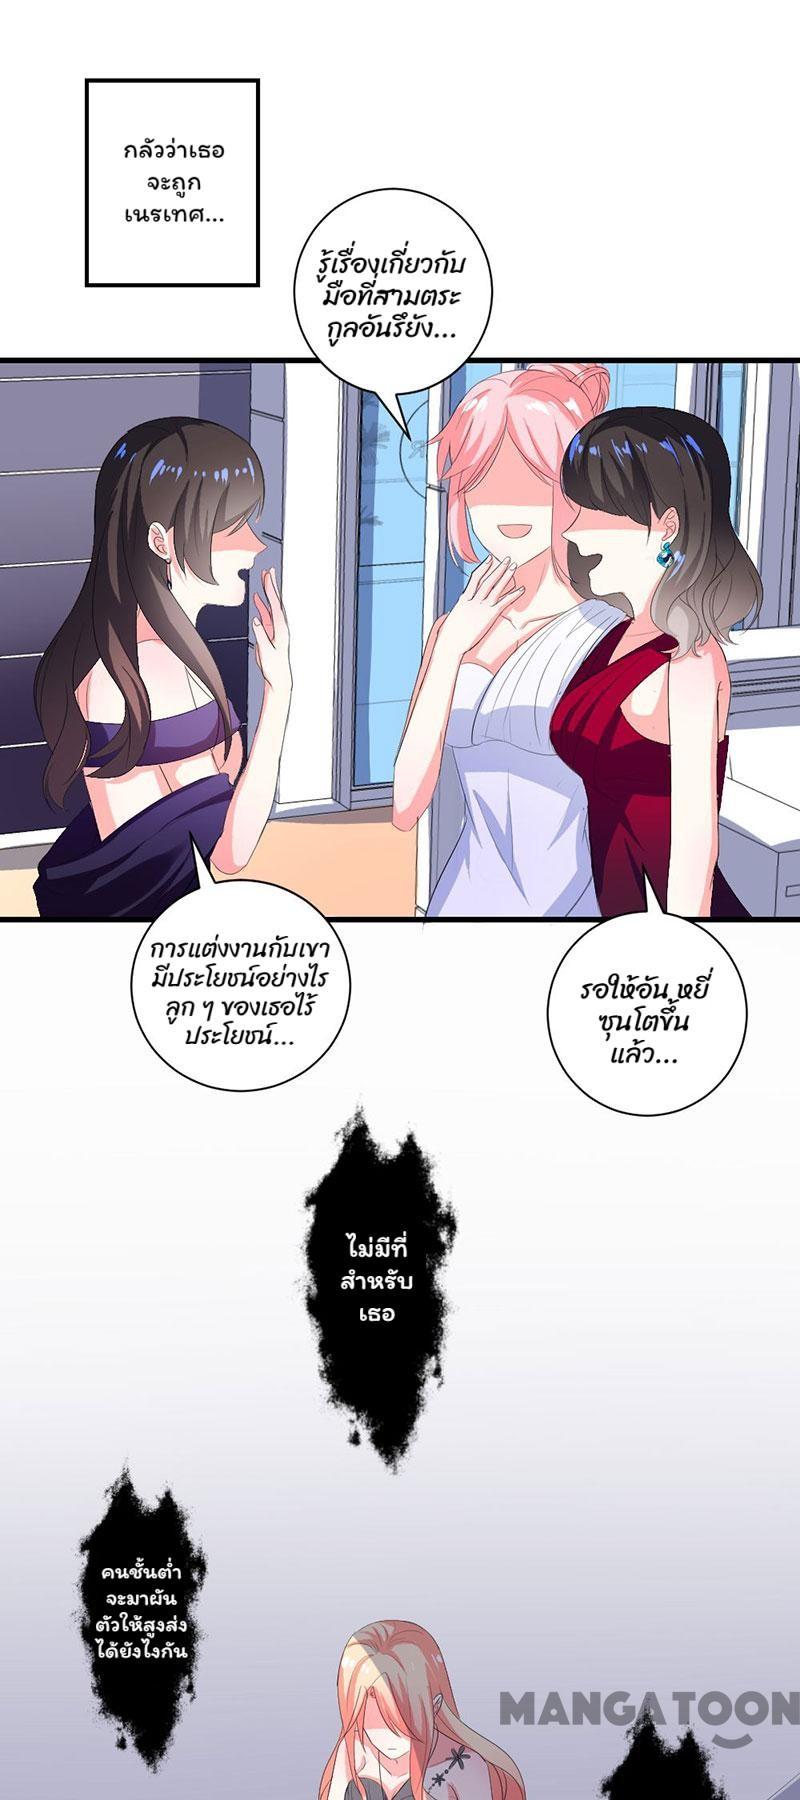 กลัวว่าเธอ
จะถูก
เนรเทศ...
รู้เรื่องเกี่ยวกับ
มือที่สามตระ
กูลอันรึยัง...
การแต่งงานกับเขา
มีประโยชน์อย่างไร
ลูก ๆ ของเธอไร้
ประโยชน์...
รอให้อัน หยี่
ซุนโตขึ้น
แล้ว...
ไม่มีที่
สำหรับ
เธอ
คนชั้นต่ำ
จะมาผัน
ตัวให้สูงส่ง
ได้ยังไงกัน
MANGATOON